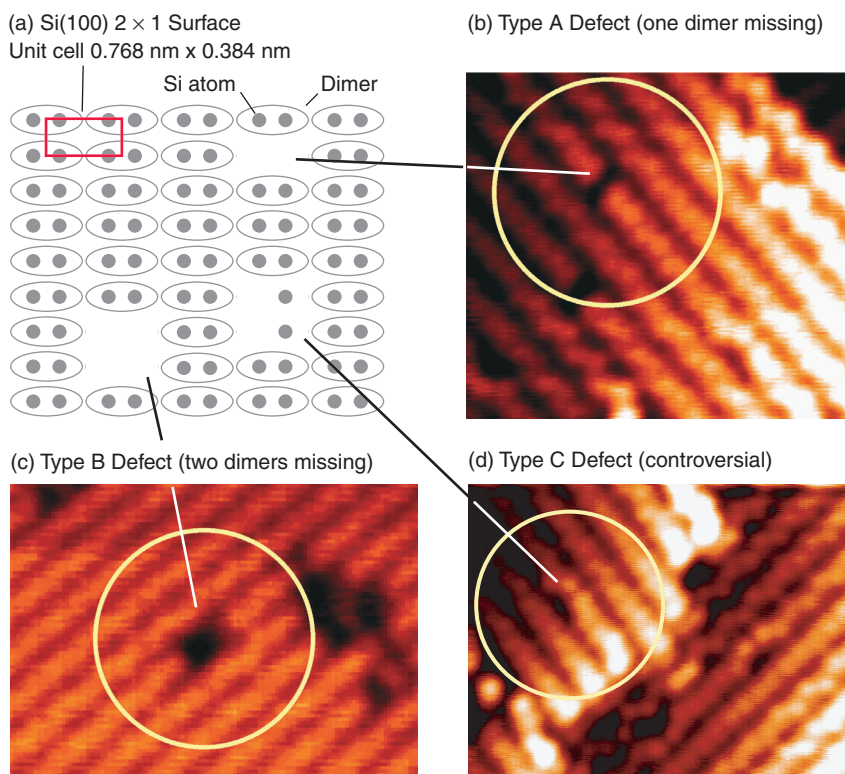 (a) Si(100) 2 × 1 Surface
Unit cell 0.768 nm x 0.384 nm
Si atom
Dimer
(b) Type A Defect (one dimer missing)
(c) Type B Defect (two dimers missing)
(d) Type C Defect (controversial)